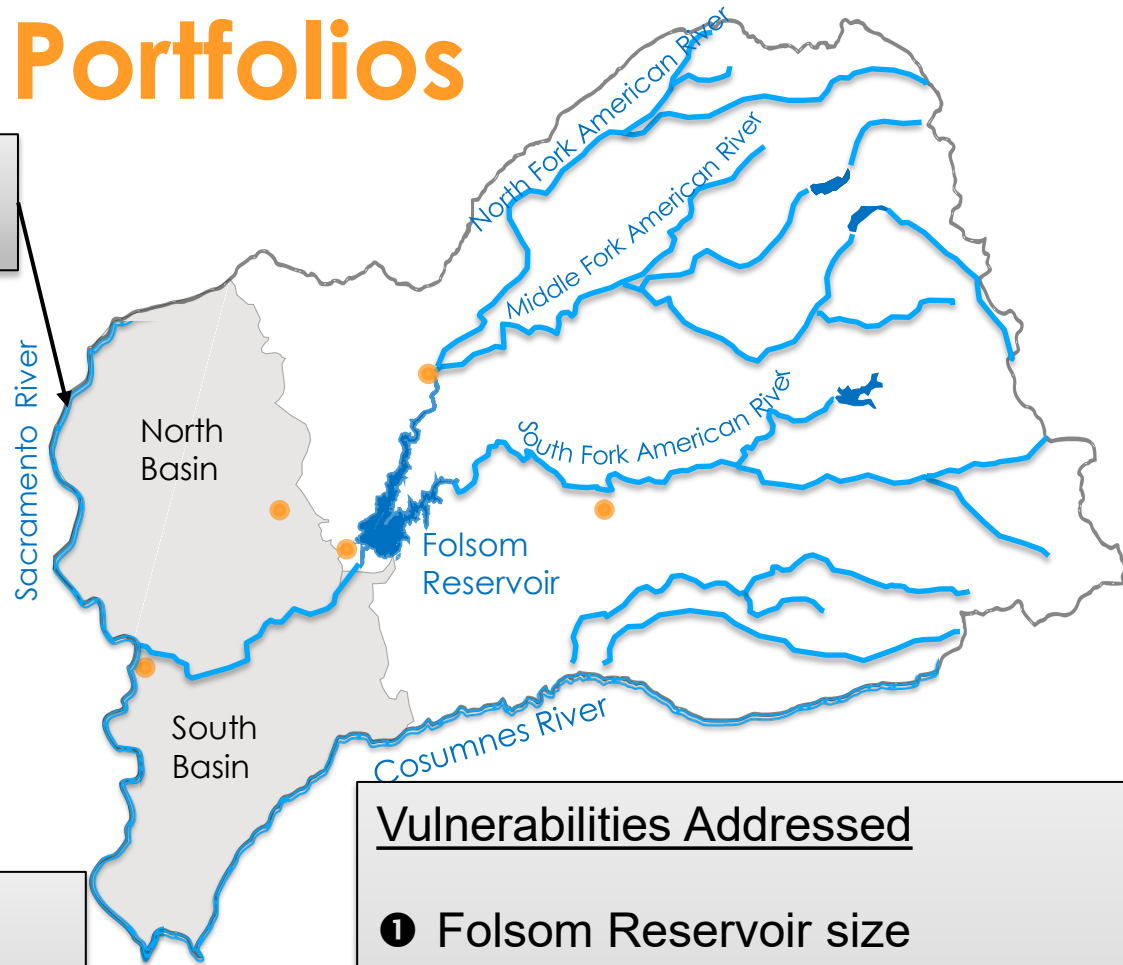 Portfolios
North Fork American River
Middle Fork American River
Sacramento River
North
Basin
South Fork American River
Folsom
Reservoir
South
Basin
Cosumnes River
Vulnerabilities Addressed
❶ Folsom Reservoir size